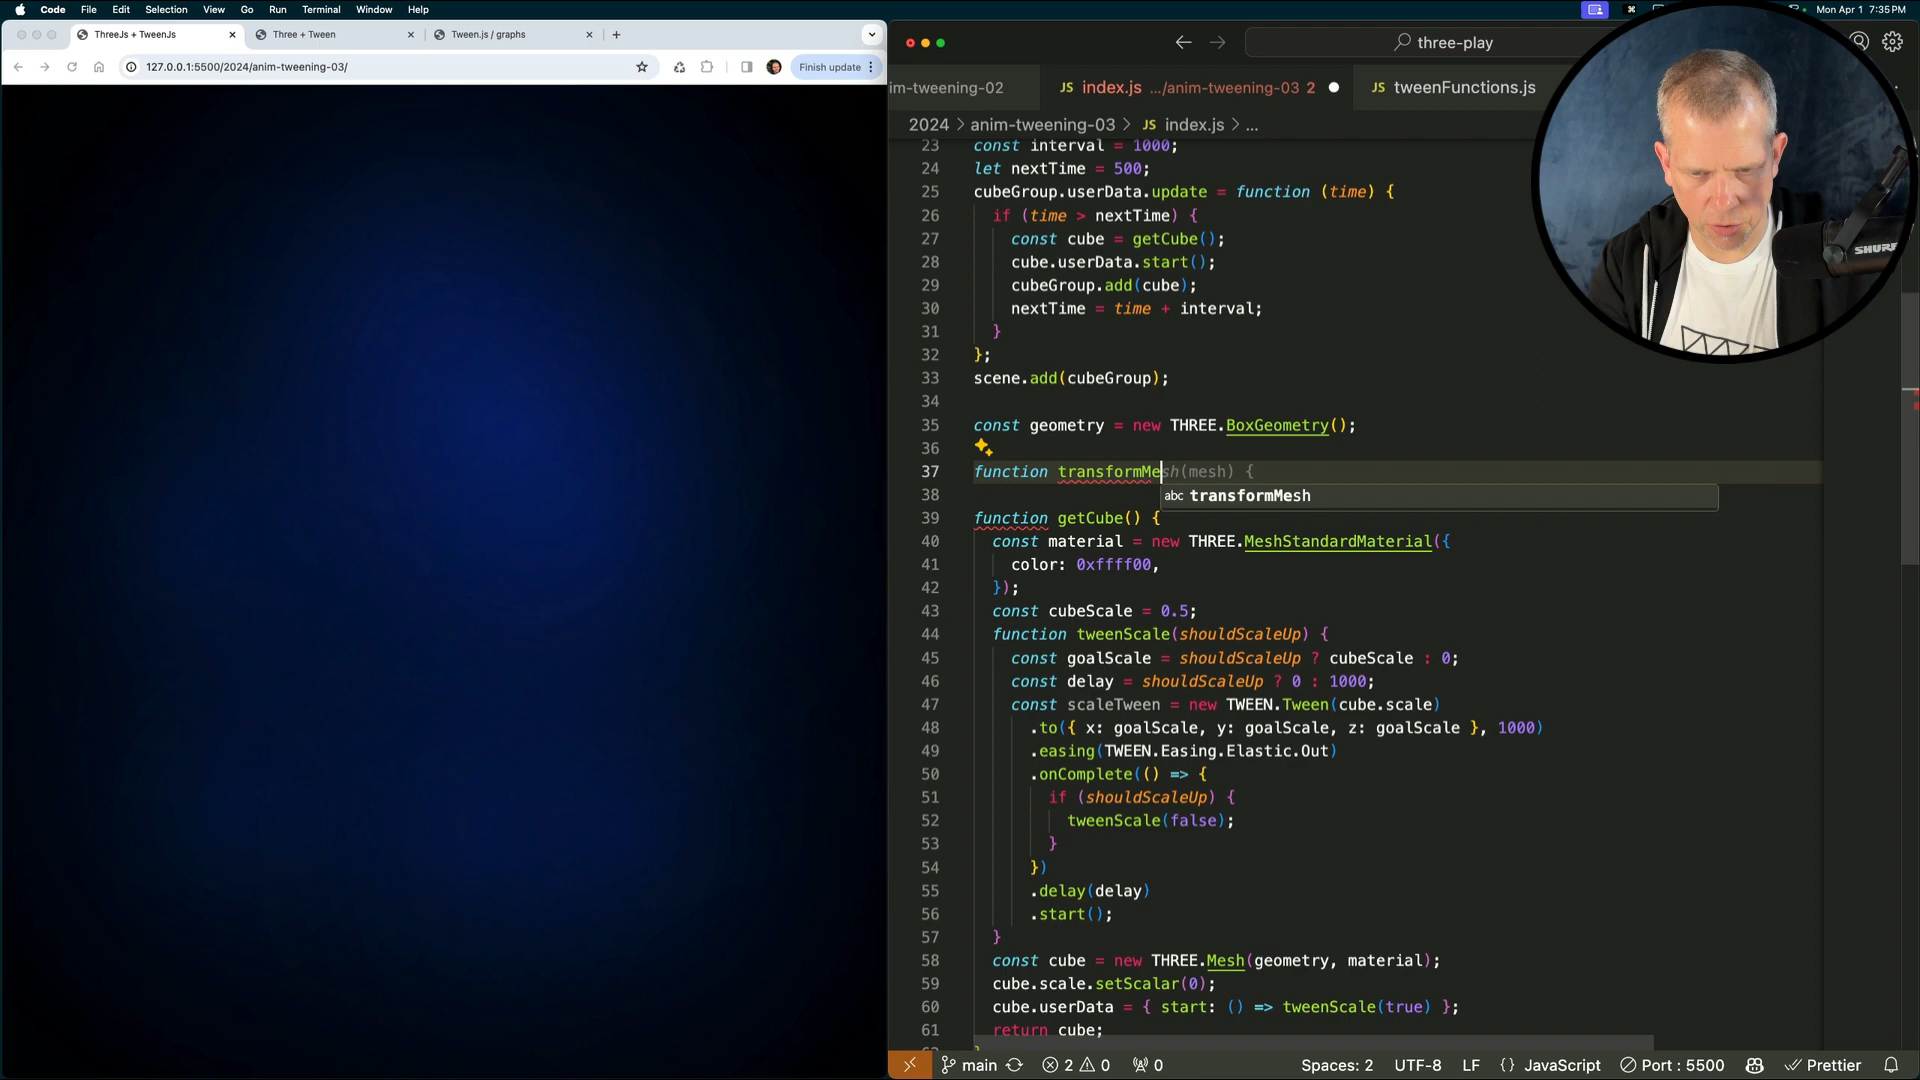 Code File Edit Selection View Go Run Terminal Window Help
Mon Apr 1 7:35 PM
ThreeJs + TweenJs
Three + Tween
Tween.js / graphs
127.0.0.1:5500/2024/anim-tweening-03/
Finish update
three-play
im-tweening-02
JS index.js .../anim-tweening-03 2
JS tweenFunctions.js
2024 > anim-tweening-03 > JS index.js > ...
23 const interval = 1000;
24 let nextTime = 500;
25 cubeGroup.userData.update = function (time) {
26 if (time > nextTime) {
27 const cube = getCube();
28 cube.userData.start();
29 cubeGroup.add(cube);
30 nextTime = time + interval;
31 }
32 };
33 scene.add(cubeGroup);
34
35 const geometry = new THREE.BoxGeometry();
36
37 function transformMesh(mesh) {
abc transformMesh
38
39 function getCube() {
40 const material = new THREE.MeshStandardMaterial({
41 color: 0xffff00,
42 });
43 const cubeScale = 0.5;
44 function tweenScale(shouldScaleUp) {
45 const goalScale = shouldScaleUp ? cubeScale : 0;
46 const delay = shouldScaleUp ? 0 : 1000;
47 const scaleTween = new TWEEN.Tween(cube.scale)
48 .to({ x: goalScale, y: goalScale, z: goalScale }, 1000)
49 .easing(TWEEN.Easing.Elastic.Out)
50 .onComplete(() => {
51 if (shouldScaleUp) {
52 tweenScale(false);
53 }
54 })
55 .delay(delay)
56 .start();
57 }
58 const cube = new THREE.Mesh(geometry, material);
59 cube.scale.setScalar(0);
60 cube.userData = { start: () => tweenScale(true) };
61 return cube;
SHURE
main 2 0 0
Spaces: 2 UTF-8 LF {} JavaScript Port : 5500 Prettier